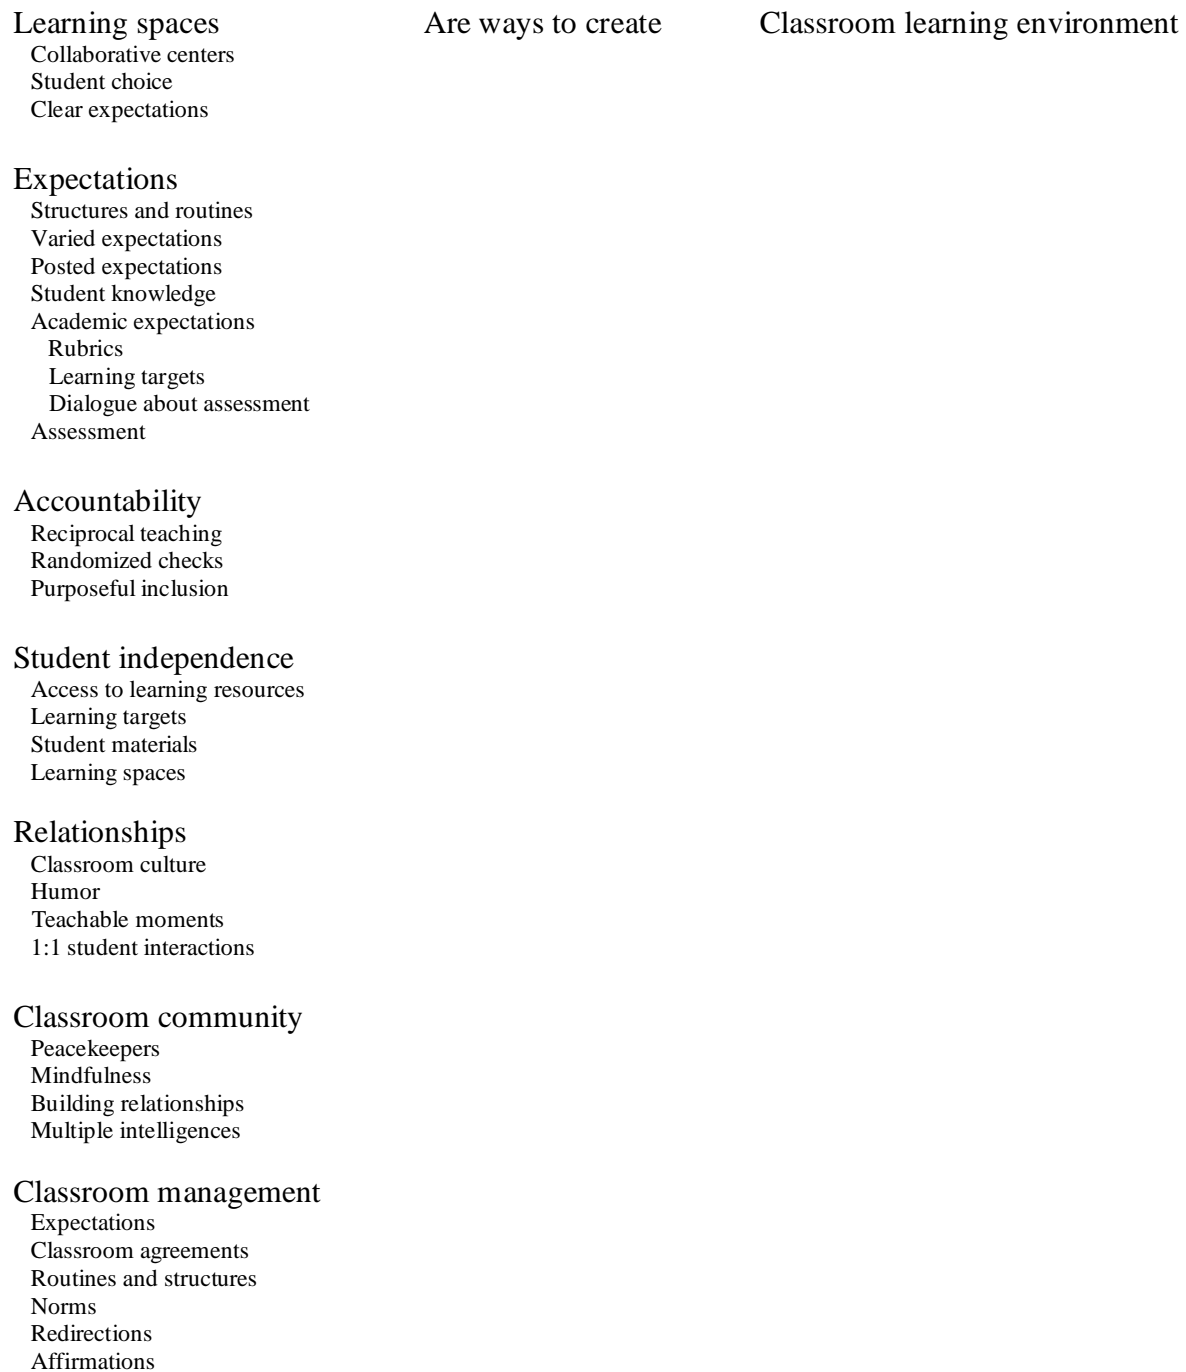 Learning spaces Are ways to create Classroom learning environment
Collaborative centers
Student choice
Clear expectations
Expectations
Structures and routines
Varied expectations
Posted expectations
Student knowledge
Academic expectations
Rubrics
Learning targets
Dialogue about assessment
Assessment
Accountability
Reciprocal teaching
Randomized checks
Purposeful inclusion
Student independence
Access to learning resources
Learning targets
Student materials
Learning spaces
Relationships
Classroom culture
Humor
Teachable moments
1:1 student interactions
Classroom community
Peacekeepers
Mindfulness
Building relationships
Multiple intelligences
Classroom management
Expectations
Classroom agreements
Routines and structures
Norms
Redirections
Affirmations